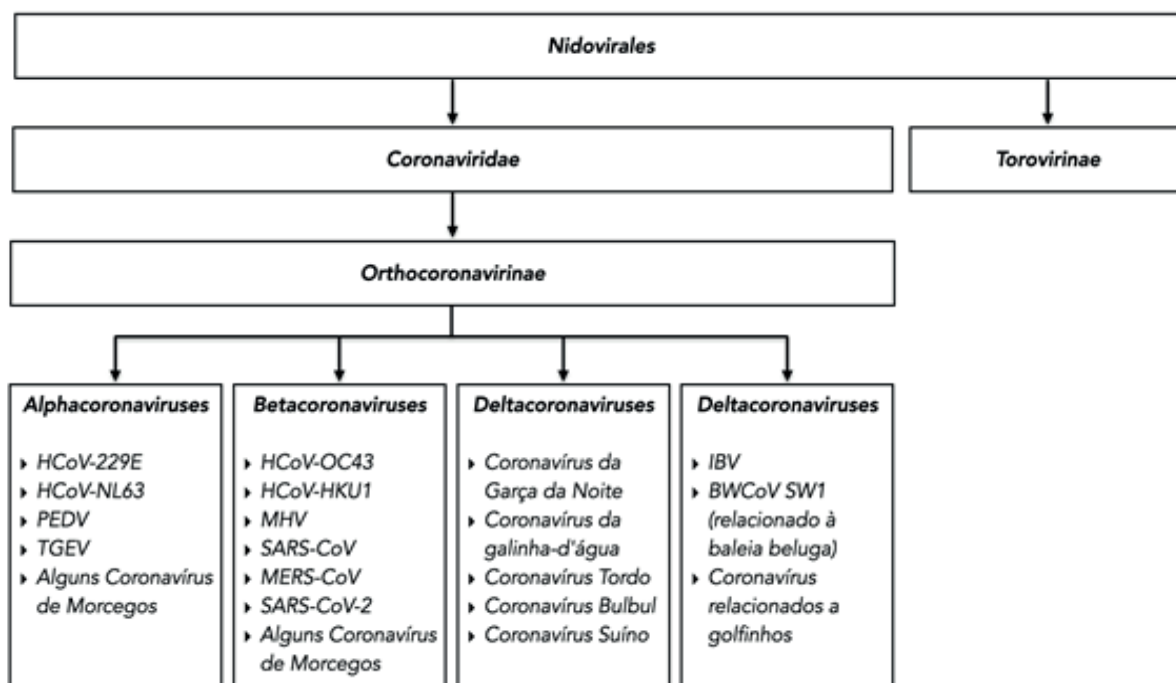 Nidovirales
Coronaviridae
Torovirinae
Orthocoronavirinae
Alphacoronaviruses
‣ HCoV-229E
‣ HCoV-NL63
‣ PEDV
‣ TGEV
‣ Alguns Coronavírus
de Morcegos
Betacoronaviruses
‣ HCoV-OC43
‣ HCoV-HKU1
‣ MHV
‣ SARS-CoV
‣ MERS-CoV
‣ SARS-CoV-2
‣ Alguns Coronavírus
de Morcegos
Deltacoronaviruses
‣ Coronavírus da
Garça da Noite
‣ Coronavírus da
galinha-d'água
‣ Coronavírus Tordo
‣ Coronavírus Bulbul
‣ Coronavírus Suíno
Deltacoronaviruses
‣ IBV
‣ BWCoV SW1
(relacionado à
baleia beluga)
‣ Coronavírus
relacionados a
golfinhos